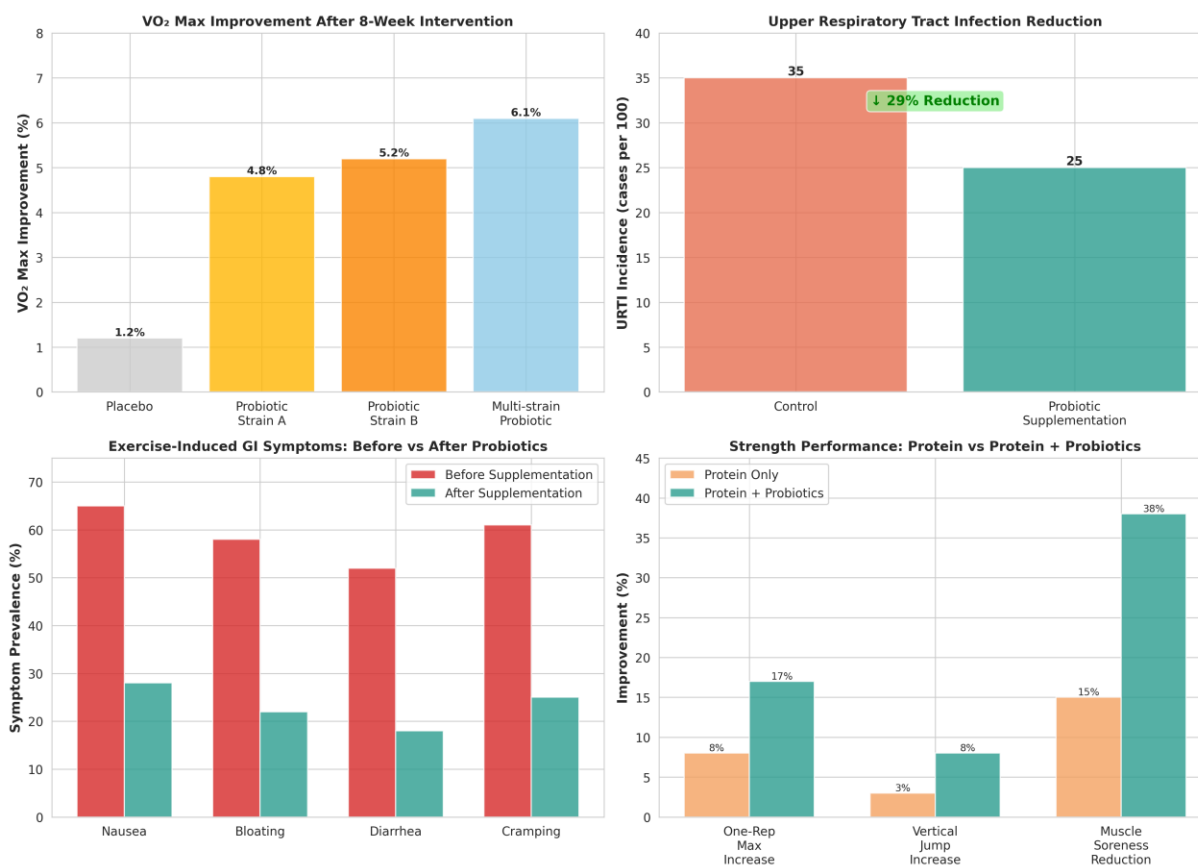 VO₂ Max Improvement After 8-Week Intervention
VO₂ Max Improvement (%)
8
7
6
5
4
3
2
1
0
1.2%
4.8%
5.2%
6.1%
Placebo
Probiotic
Strain A
Probiotic
Strain B
Multi-strain
Probiotic
Upper Respiratory Tract Infection Reduction
URTI Incidence (cases per 100)
40
35
30
25
20
15
10
5
0
35
↓ 29% Reduction
25
Control
Probiotic
Supplementation
Exercise-Induced GI Symptoms: Before vs After Probiotics
Symptom Prevalence (%)
70
60
50
40
30
20
10
0
Before Supplementation
After Supplementation
Nausea
Bloating
Diarrhea
Cramping
Strength Performance: Protein vs Protein + Probiotics
Improvement (%)
45
40
35
30
25
20
15
10
5
0
Protein Only
Protein + Probiotics
8%
17%
3%
8%
15%
38%
One-Rep
Max
Increase
Vertical
Jump
Increase
Muscle
Soreness
Reduction